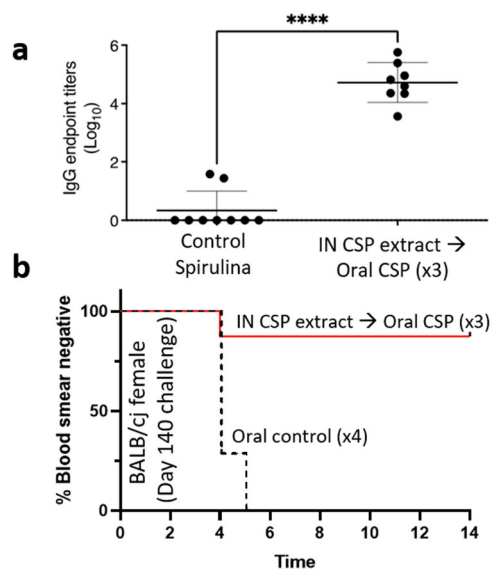 a
****
IgG endpoint titers
(Log10)
6
4
2
0
Control
Spirulina
IN CSP extract →
Oral CSP (x3)
b
% Blood smear negative
100
50
0
BALB/cj female
(Day 140 challenge)
IN CSP extract → Oral CSP (x3)
Oral control (x4)
0 2 4 6 8 10 12 14
Time